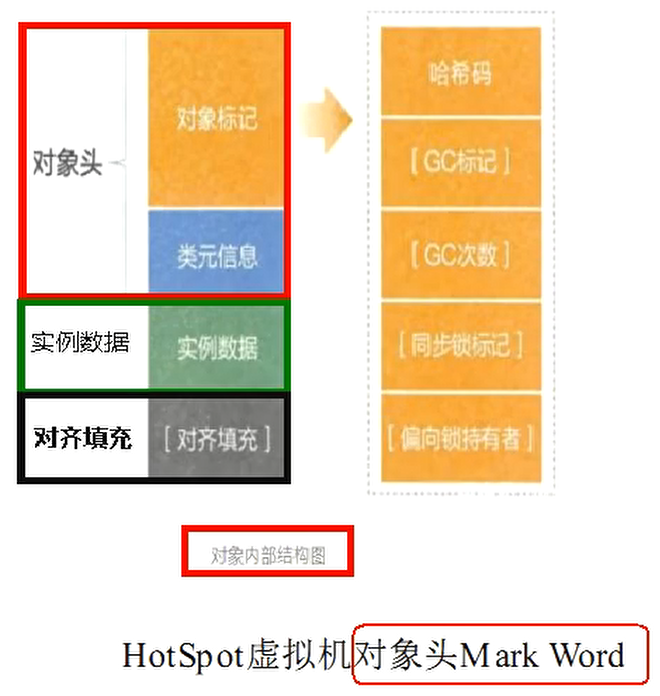 对象头
对象标记
类元信息
实例数据
实例数据
对齐填充
[ 对齐填充 ]
哈希码
[ GC标记 ]
[ GC次数 ]
[ 同步锁标记 ]
[ 偏向锁持有者 ]
对象内部结构图
HotSpot虚拟机对象头Mark Word